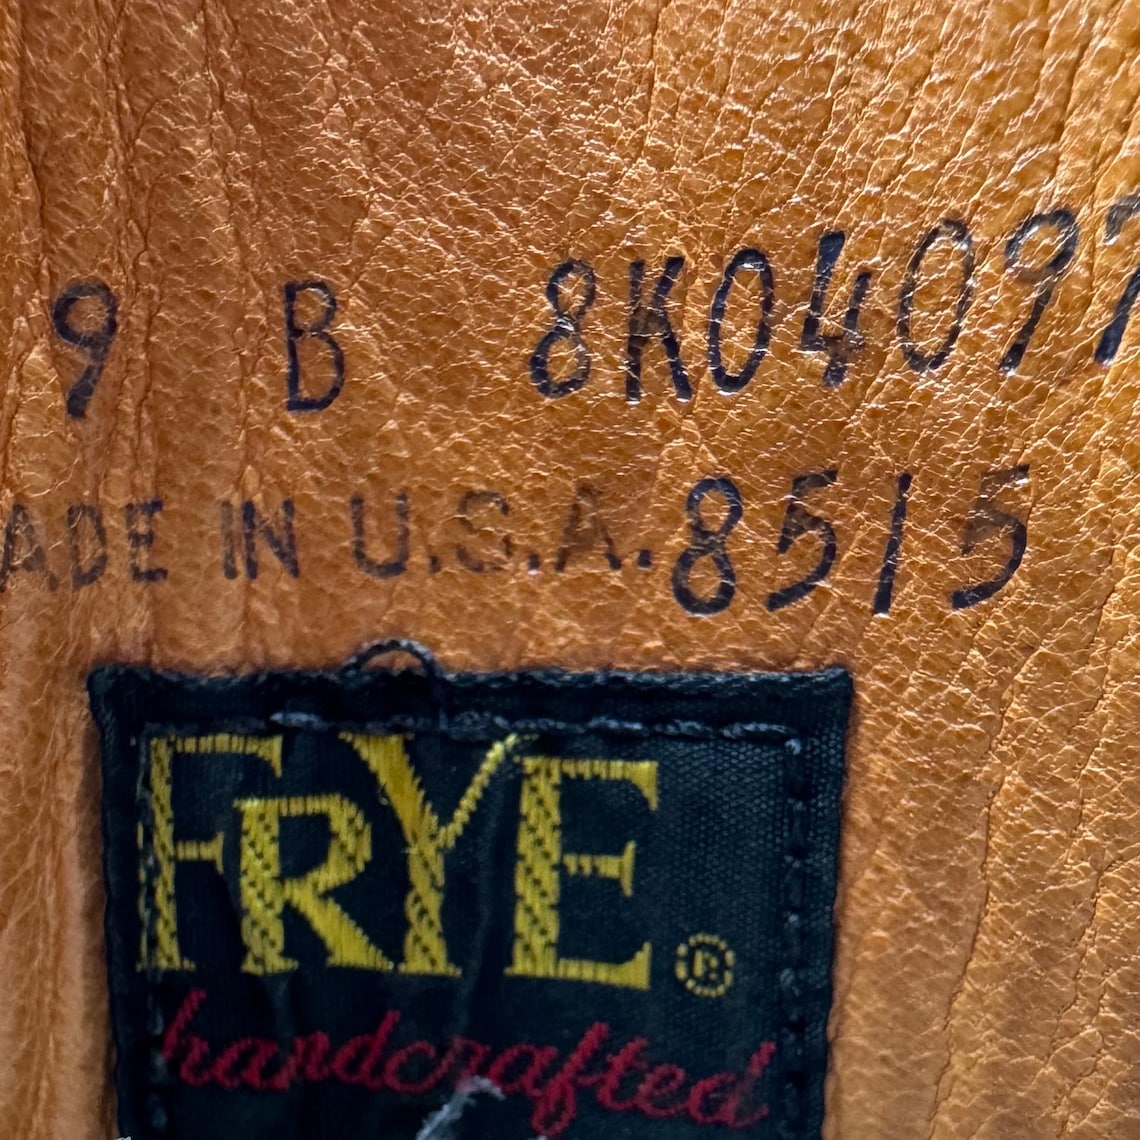 9 B 8K04097
ADE IN U.S.A. 8515
FRYE®
handcrafted